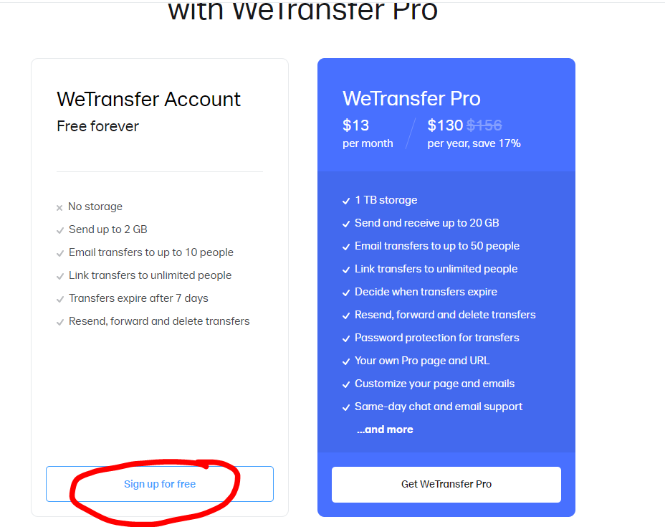 with WeTransfer Pro
WeTransfer Account
Free forever
No storage
Send up to 2 GB
Email transfers to up to 10 people
Link transfers to unlimited people
Transfers expire after 7 days
Resend, forward and delete transfers
Sign up for free
WeTransfer Pro
$13
per month
$130 $156
per year, save 17%
1 TB storage
Send and receive up to 20 GB
Email transfers to up to 50 people
Link transfers to unlimited people
Decide when transfers expire
Resend, forward and delete transfers
Password protection for transfers
Your own Pro page and URL
Customize your page and emails
Same-day chat and email support
...and more
Get WeTransfer Pro